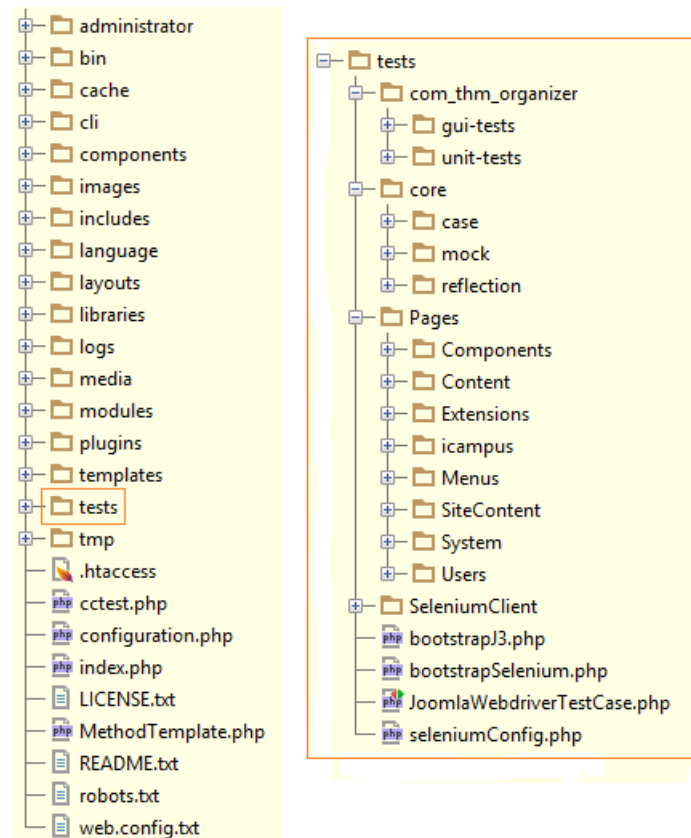 administrator
bin
cache
cli
components
images
includes
language
layouts
libraries
logs
media
modules
plugins
templates
tests
tmp
.htaccess
cctest.php
configuration.php
index.php
LICENSE.txt
MethodTemplate.php
README.txt
robots.txt
web.config.txt
tests
com_thm_organizer
gui-tests
unit-tests
core
case
mock
reflection
Pages
Components
Content
Extensions
icampus
Menus
SiteContent
System
Users
SeleniumClient
bootstrapJ3.php
bootstrapSelenium.php
JoomlaWebdriverTestCase.php
seleniumConfig.php